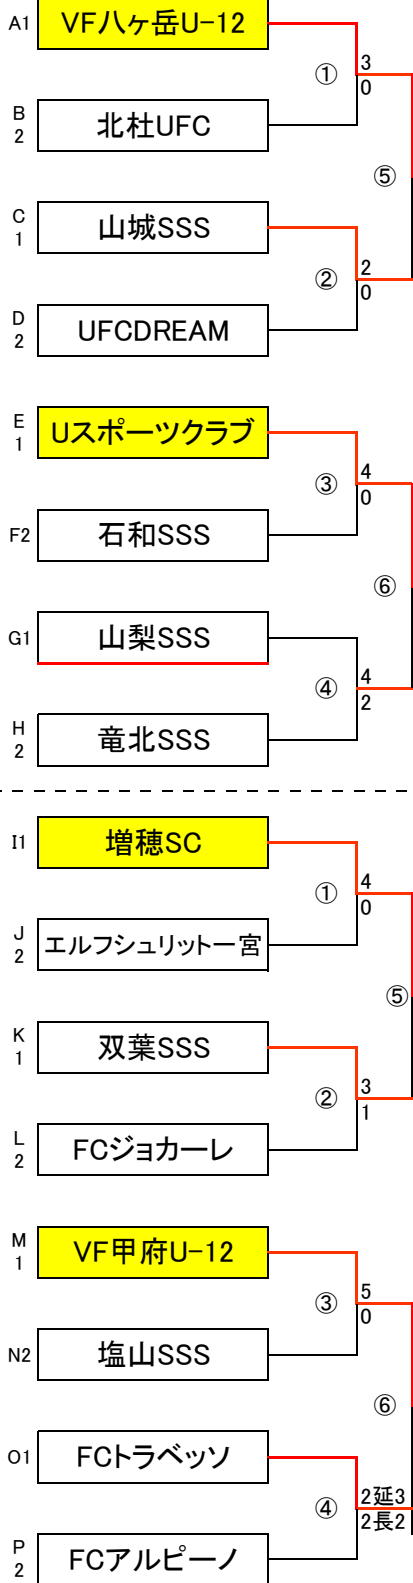 A1
VF八ヶ岳U-12
①
3
0
B
2
北杜UFC
⑤
C
1
山城SSS
②
2
0
D
2
UFCDREAM
E
1
Uスポーツクラブ
③
4
0
F2
石和SSS
⑥
G1
山梨SSS
④
4
2
H
2
竜北SSS
I1
増穂SC
①
4
0
J
2
エルフシュリット一宮
⑤
K
1
双葉SSS
②
3
1
L
2
FCジョカーレ
M
1
VF甲府U-12
③
5
0
N2
塩山SSS
⑥
O1
FCトラベッソ
④
2延3
2長2
P
2
FCアルピーノ